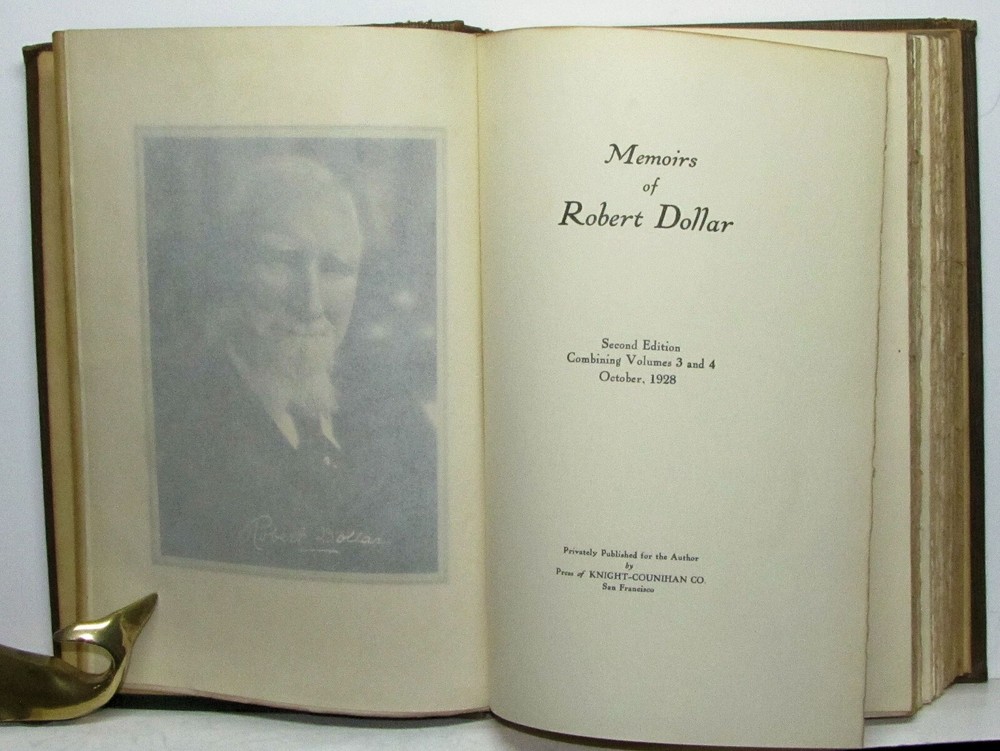 Robert Dollar
Memoirs
of
Robert Dollar
Second Edition
Combining Volumes 3 and 4
October, 1928
Privately Published for the Author
by
Press of KNIGHT-COUNIHAN CO.
San Francisco